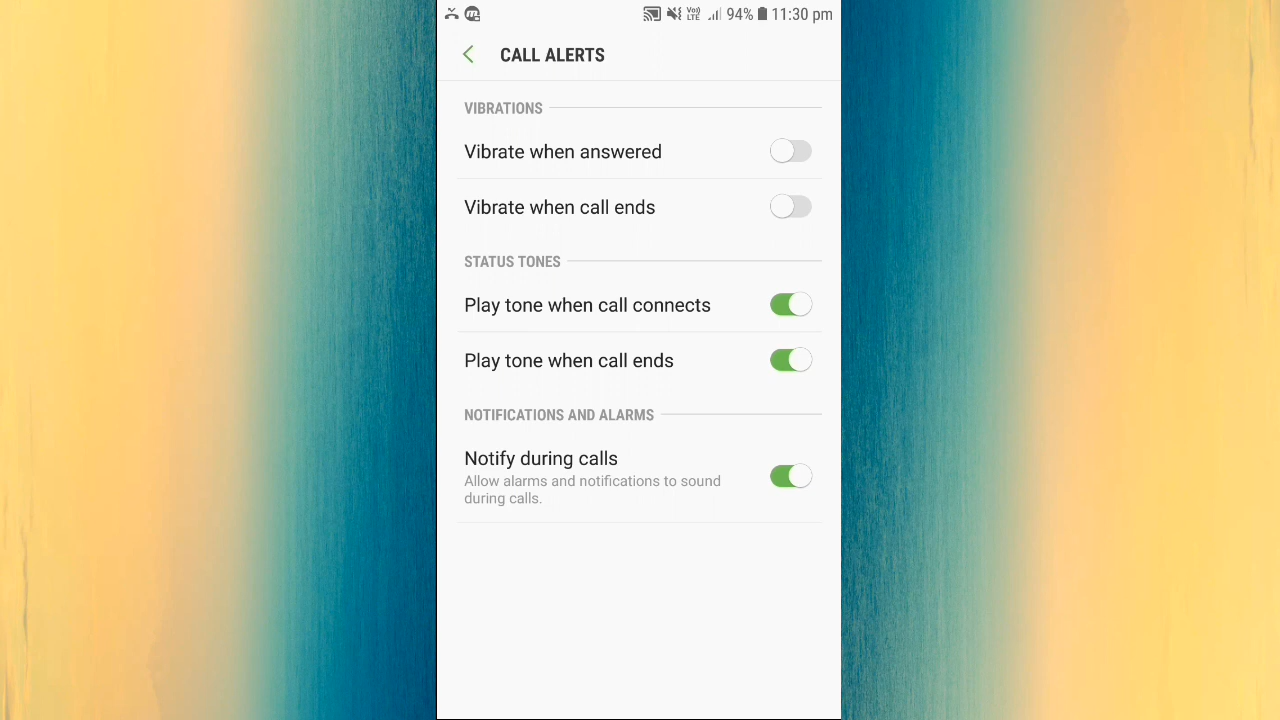 Vo)) LTE 94% 11:30 pm
CALL ALERTS
VIBRATIONS
Vibrate when answered
Vibrate when call ends
STATUS TONES
Play tone when call connects
Play tone when call ends
NOTIFICATIONS AND ALARMS
Notify during calls
Allow alarms and notifications to sound
during calls.